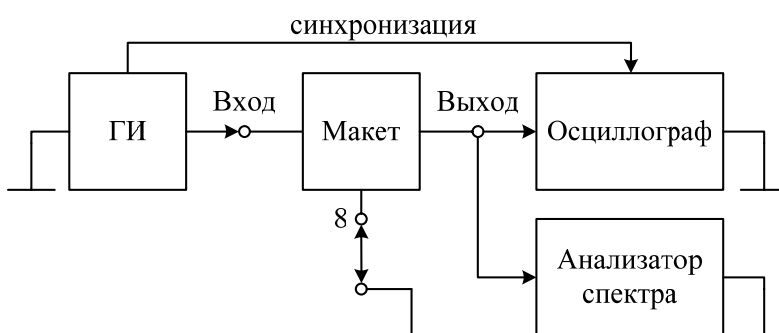 синхронизация
ГИ
Вход
Макет
Выход
Осциллограф
8
Анализатор
спектра